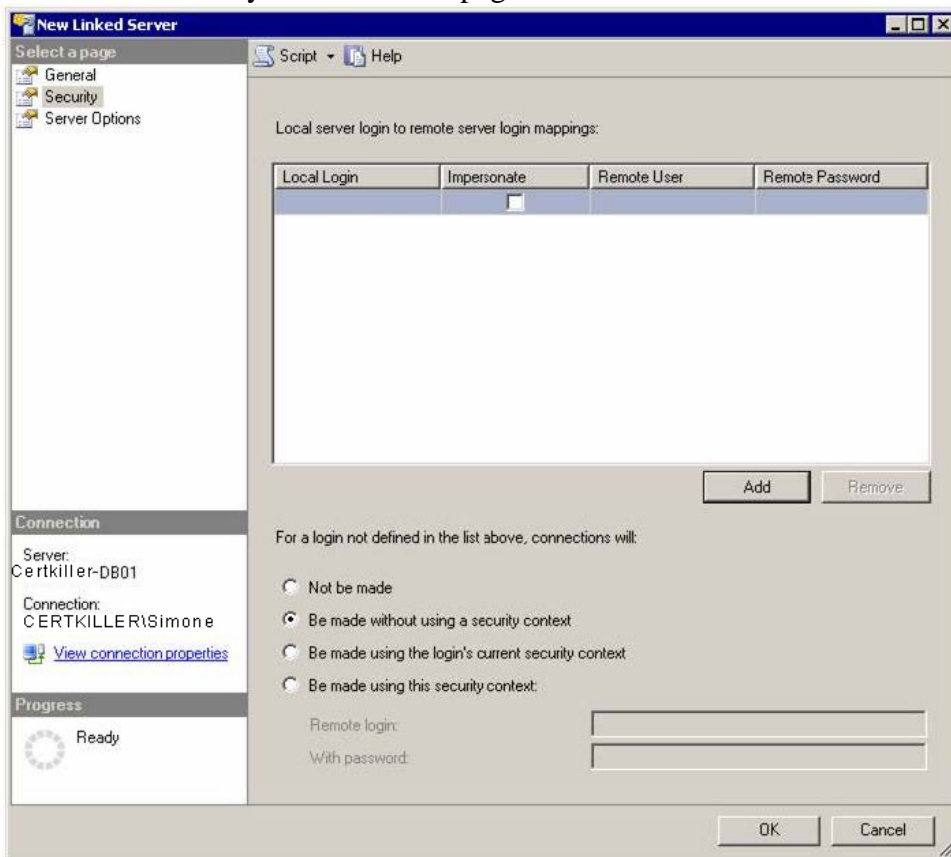 New Linked Server
Select a page
General
Security
Server Options
Script
Help
Local server login to remote server login mappings:
Local Login Impersonate Remote User Remote Password
Add Remove
Connection
Server:
Certkiller-DB01
Connection:
CERTKILLER\Simone
View connection properties
Progress
Ready
For a login not defined in the list above, connections will:
Not be made
Be made without using a security context
Be made using the login's current security context
Be made using this security context:
Remote login:
With password:
OK Cancel